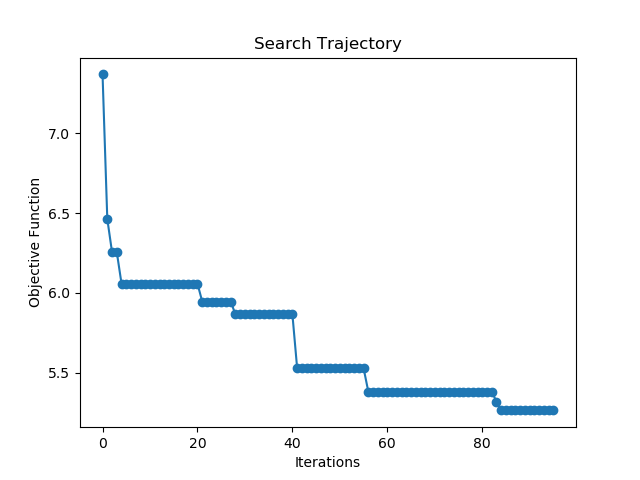 Search Trajectory
7.0
6.5
6.0
5.5
Objective Function
0 20 40 60 80
Iterations